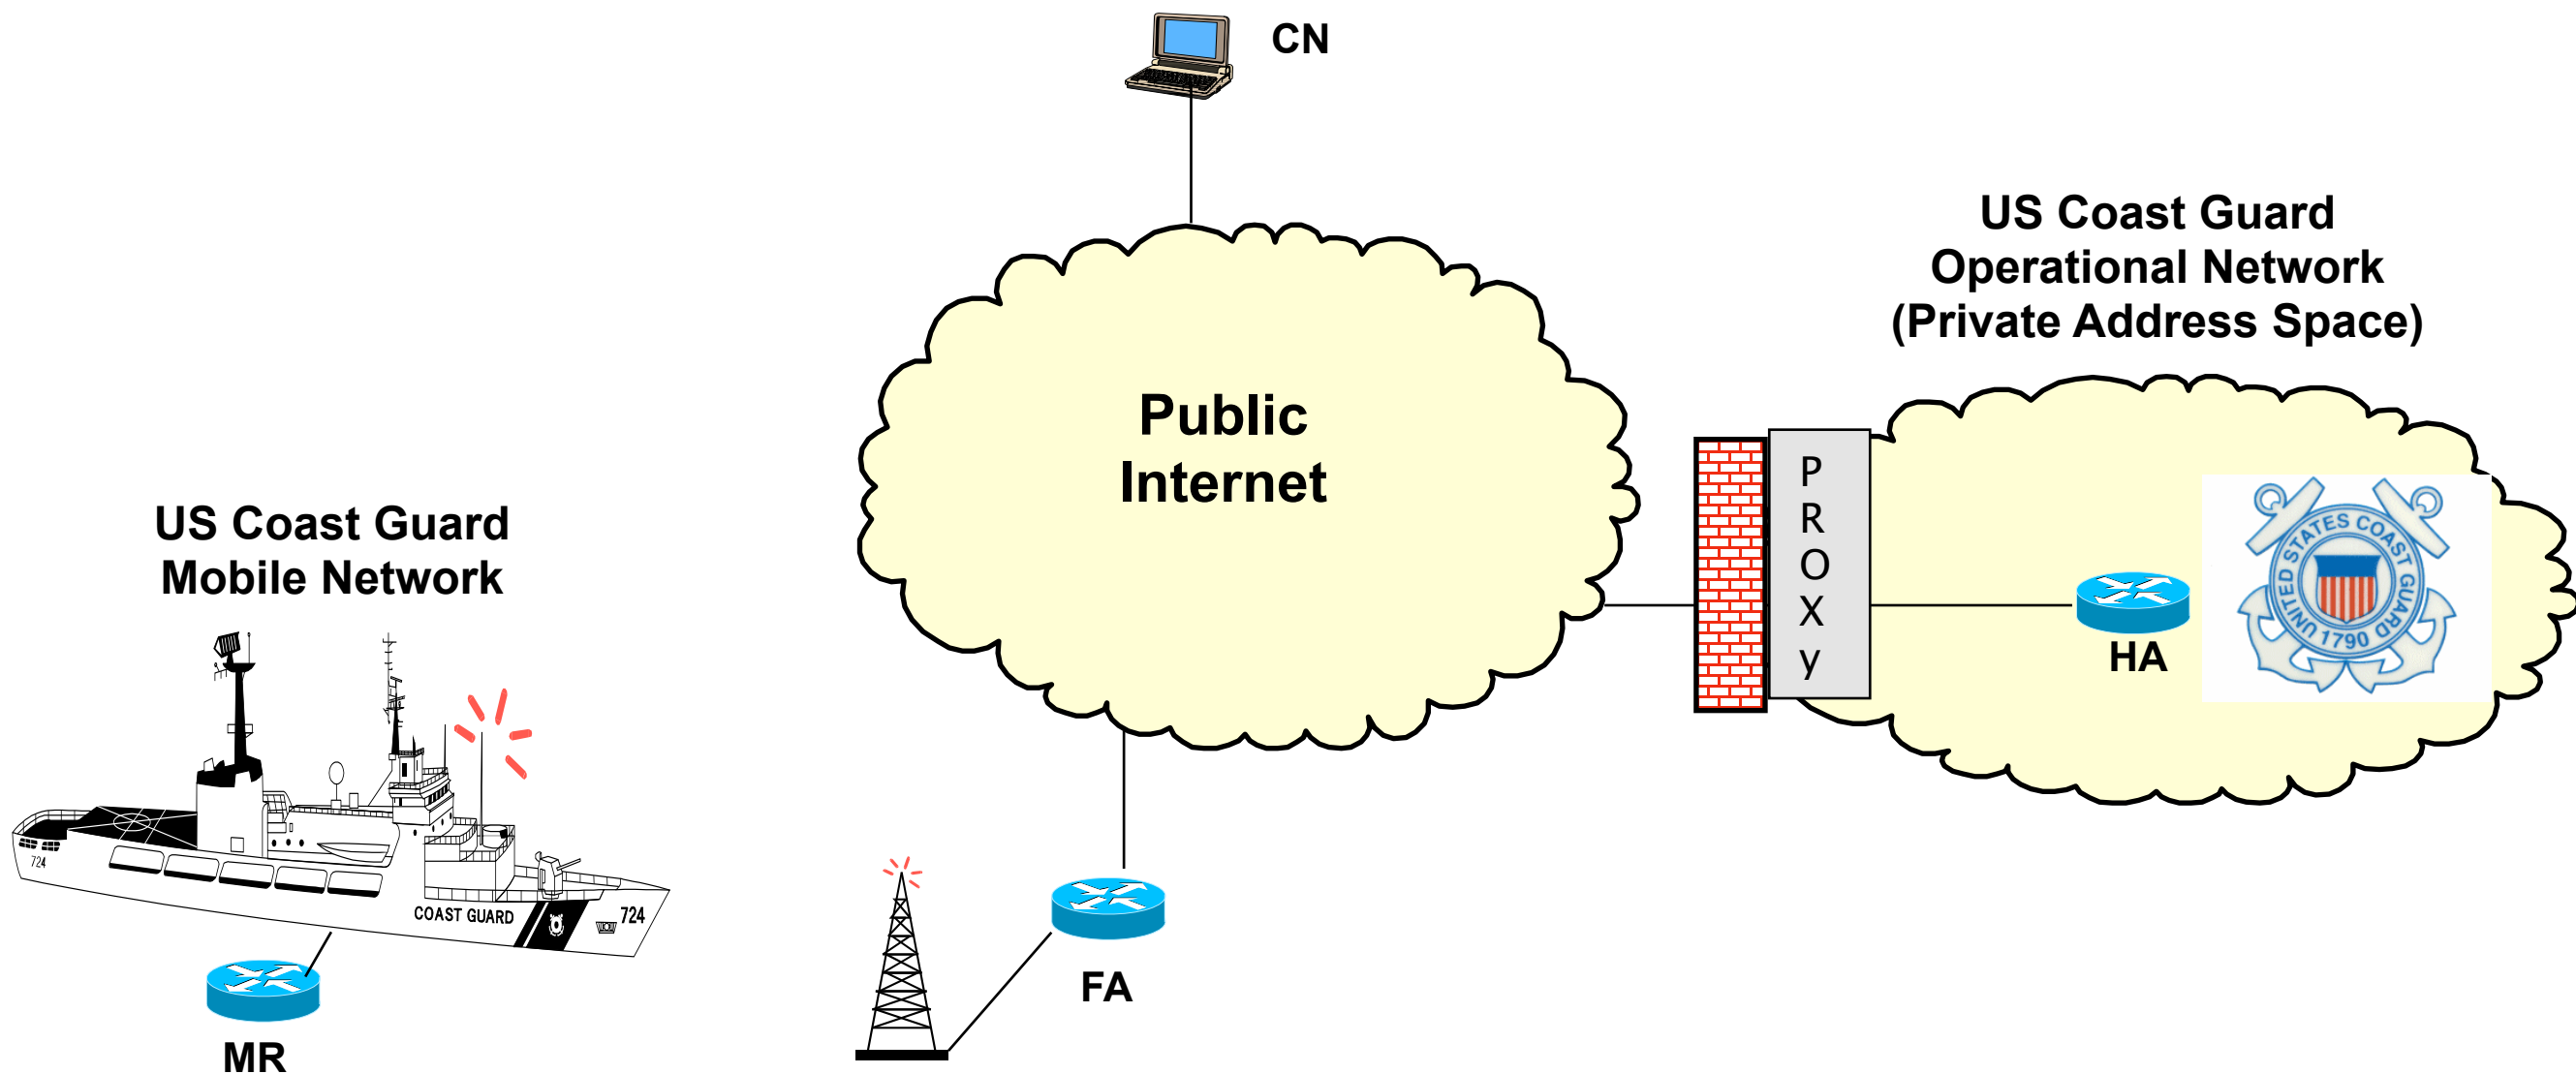 CN
US Coast Guard
Operational Network
(Private Address Space)
Public
Internet
P
R
O
X
y
US Coast Guard
Mobile Network
UNITED STATES COAST GUARD
1790
HA
724
COAST GUARD
724
FA
MR